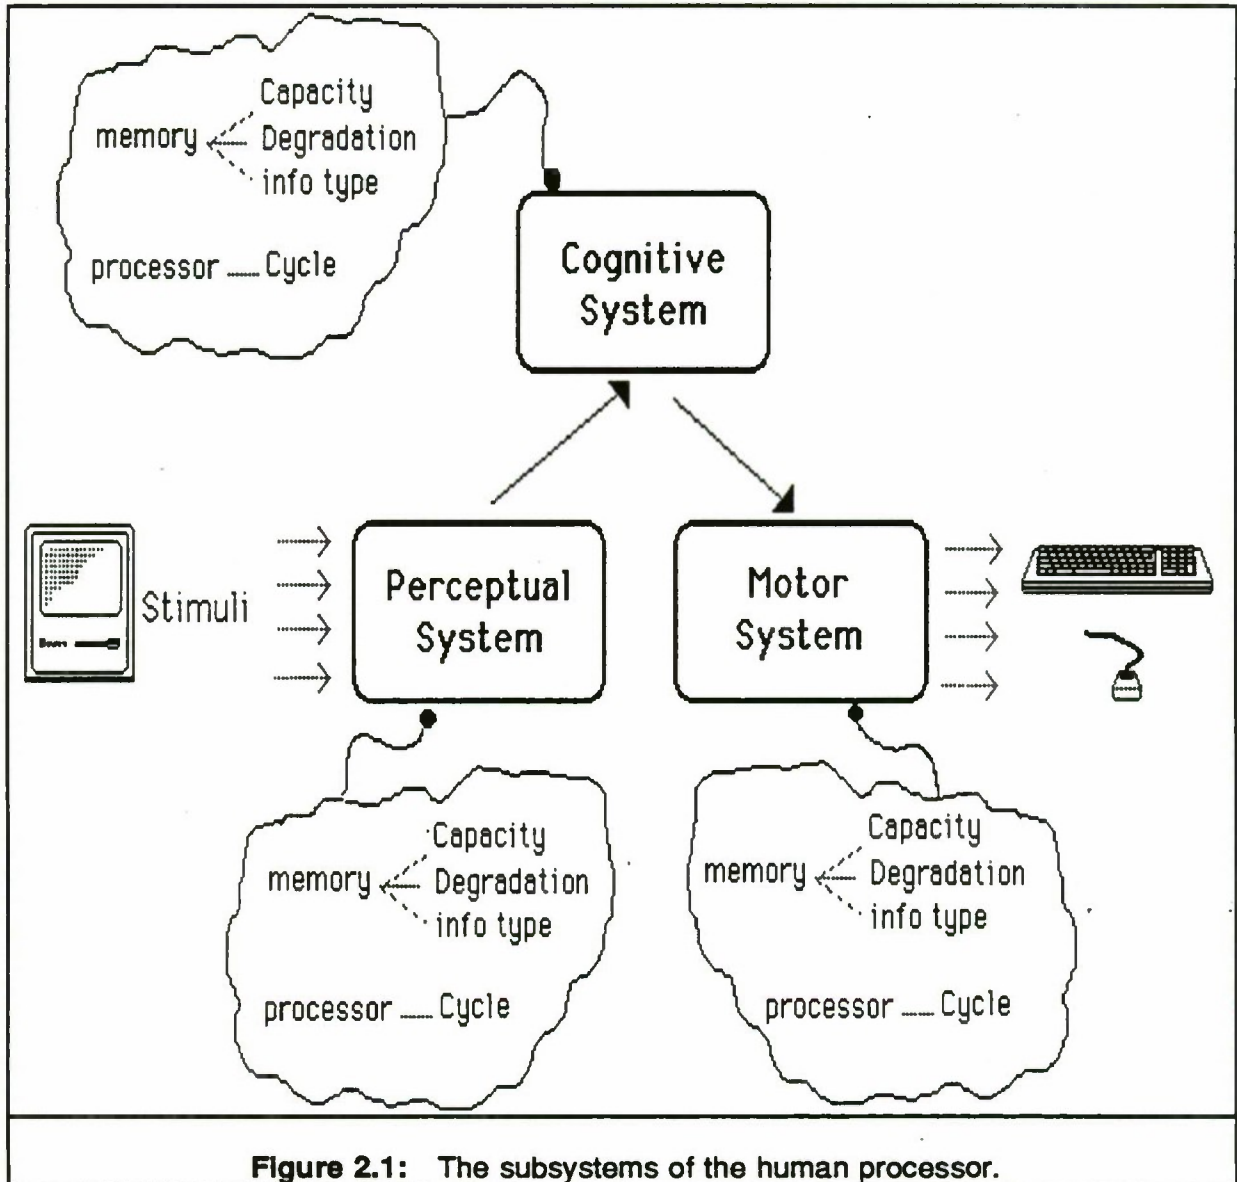 Capacity
memory Degradation
info type
processor Cycle
Cognitive
System
Stimuli
Perceptual
System
Motor
System
Capacity
memory Degradation
info type
processor Cycle
Capacity
memory Degradation
info type
processor Cycle
Figure 2.1: The subsystems of the human processor.